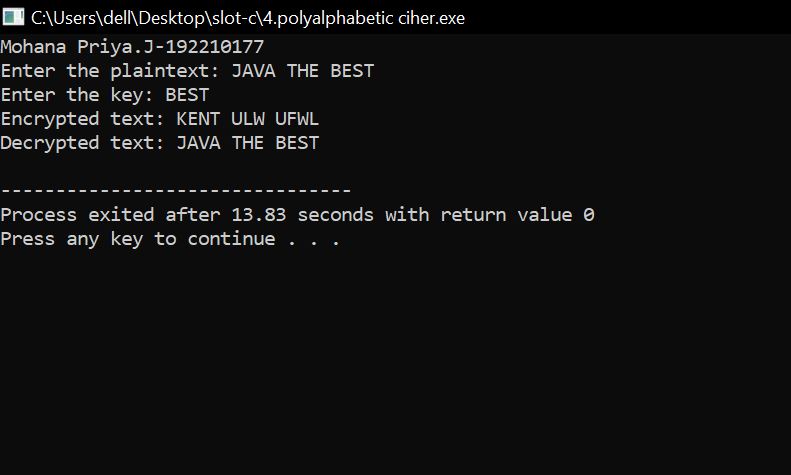 C:\Users\dell\Desktop\slot-c\4.polyalphabetic ciher.exe
Mohana Priya.J-192210177
Enter the plaintext: JAVA THE BEST
Enter the key: BEST
Encrypted text: KENT ULW UFWL
Decrypted text: JAVA THE BEST
--------------------------------
Process exited after 13.83 seconds with return value 0
Press any key to continue . . .